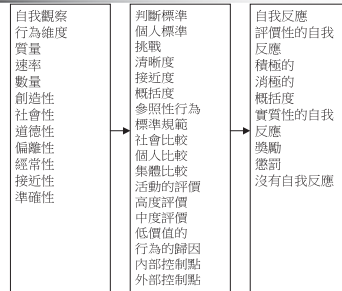 自我觀察
行為維度
質量
速率
數量
創造性
社會性
道德性
偏離性
經常性
接近性
準確性
判斷標準
個人標準
挑戰
清晰度
接近度
概括度
參照性行為
標準規範
社會比較
個人比較
集體比較
活動的評價
高度評價
中度評價
低價值的
行為的歸因
內部控制點
外部控制點
自我反應
評價性的自我
反應
積極的
消極的
概括度
實質性的自我
反應
獎勵
懲罰
沒有自我反應